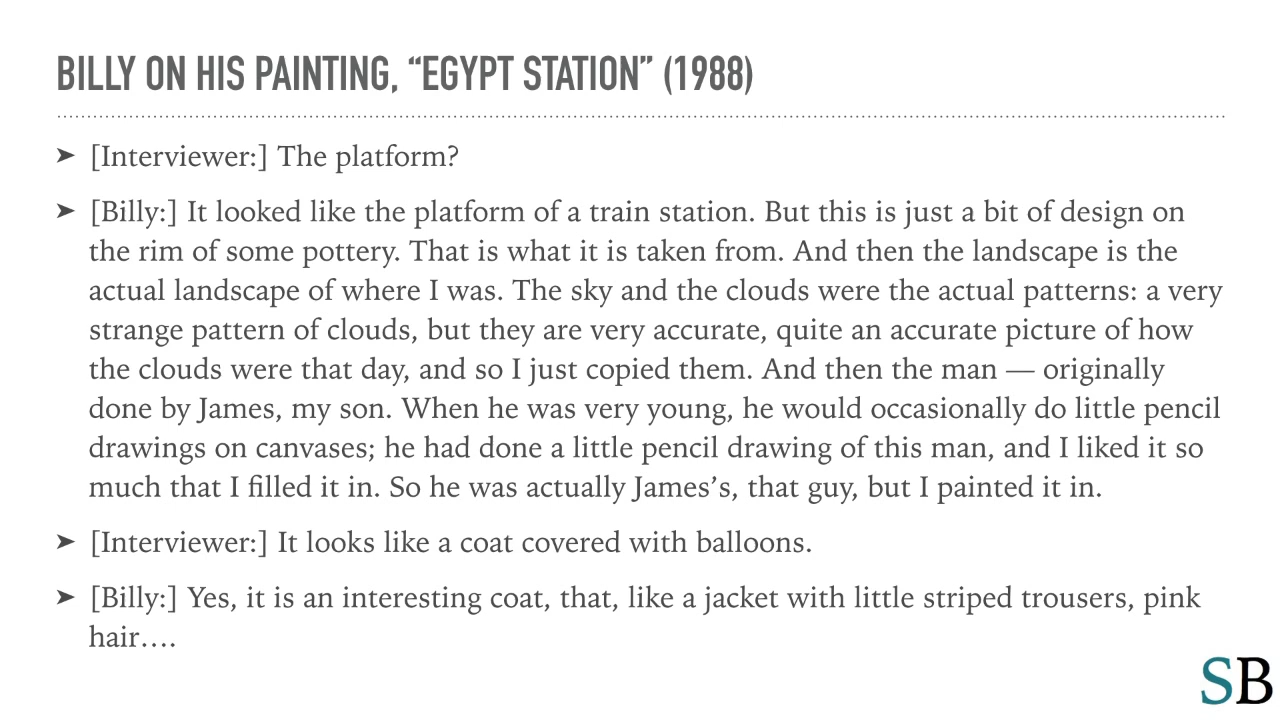 BILLY ON HIS PAINTING, “EGYPT STATION” (1988)
➤ [Interviewer:] The platform?
➤ [Billy:] It looked like the platform of a train station. But this is just a bit of design on
the rim of some pottery. That is what it is taken from. And then the landscape is the
actual landscape of where I was. The sky and the clouds were the actual patterns: a very
strange pattern of clouds, but they are very accurate, quite an accurate picture of how
the clouds were that day, and so I just copied them. And then the man — originally
done by James, my son. When he was very young, he would occasionally do little pencil
drawings on canvases; he had done a little pencil drawing of this man, and I liked it so
much that I filled it in. So he was actually James’s, that guy, but I painted it in.
➤ [Interviewer:] It looks like a coat covered with balloons.
➤ [Billy:] Yes, it is an interesting coat, that, like a jacket with little striped trousers, pink
hair….
SB